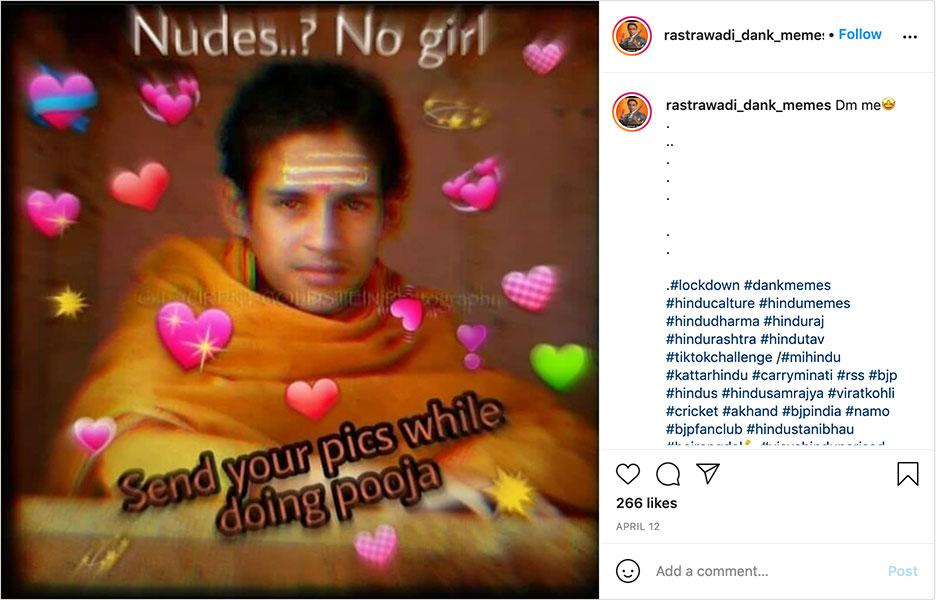 Nudes..? No girl
Photography
Send your pics while
doing pooja
rastrawadi_dank_meme
• Follow
rastrawadi_dank_memes Dm me🤩
.
..
.
.
.
.
.
.#lockdown #dankmemes
#hinducalture #hindumemes
#hindudharma #hinduraj
#hindurashtra #hindutav
#tiktokchallenge /#mihindu
#kattarhindu #carryminati #rss #bjp
#hindus #hindusamrajya #viratkohli
#cricket #akhand #bjpindia #namo
#bjpfanclub #hindustanibhau
266 likes
APRIL 12
Add a comment...
Post